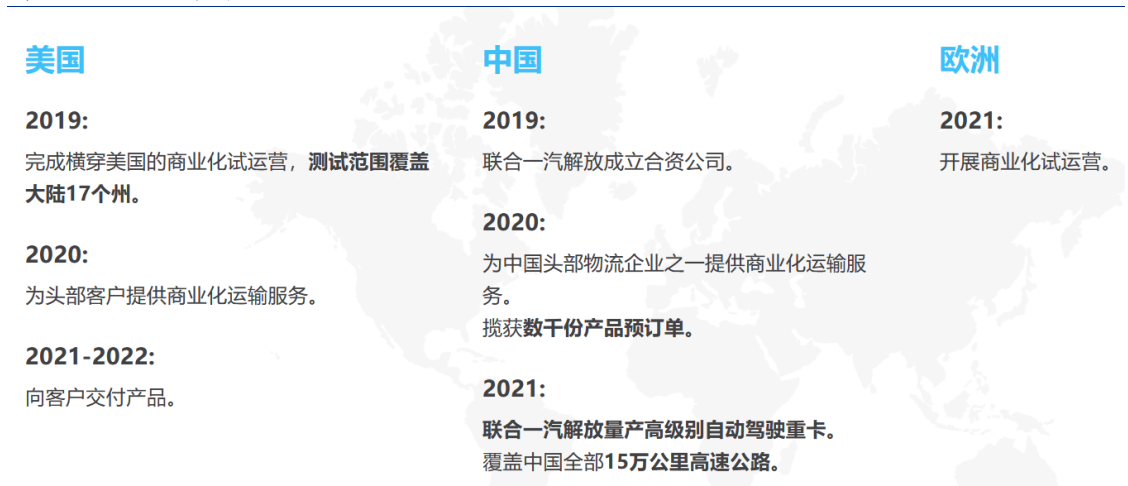 美国
2019:
完成横穿美国的商业化试运营，测试范围覆盖
大陆17个州。
2020:
为头部客户提供商业化运输服务。
2021-2022:
向客户交付产品。
中国
2019:
联合一汽解放成立合资公司。
2020:
为中国头部物流企业之一提供商业化运输服
务。
揽获数千份产品预订单。
2021:
联合一汽解放量产高级别自动驾驶重卡。
覆盖中国全部15万公里高速公路。
欧洲
2021:
开展商业化试运营。